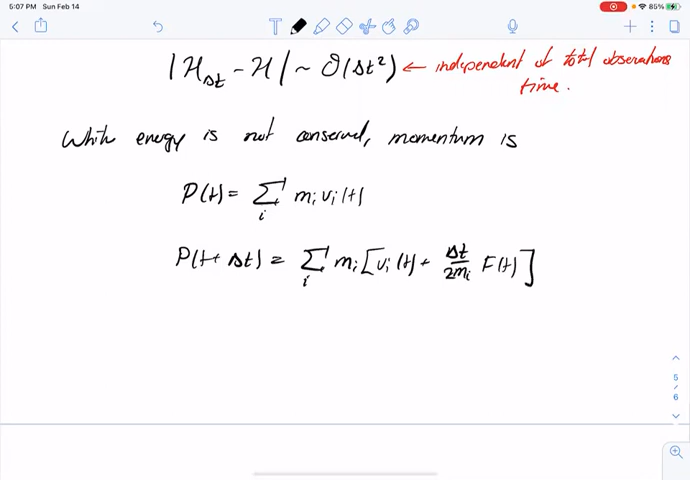 5:07 PM Sun Feb 14
85%
|H_Δt - H| ~ O(Δt²) ← independent of total observations
time.
While energy is not conserved, momentum is
P(t) = Σ_i m_i v_i(t)
P(t + Δt) = Σ_i m_i [v_i(t) + Δt/2m_i F(t)]
5
/
6